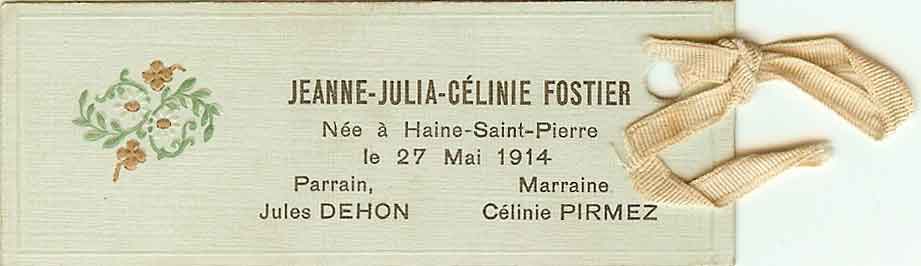 JEANNE-JULIA-CÉLINIE FOSTIER
Née à Haine-Saint-Pierre
le 27 Mai 1914
Parrain, Marraine
Jules DEHON Célinie PIRMEZ